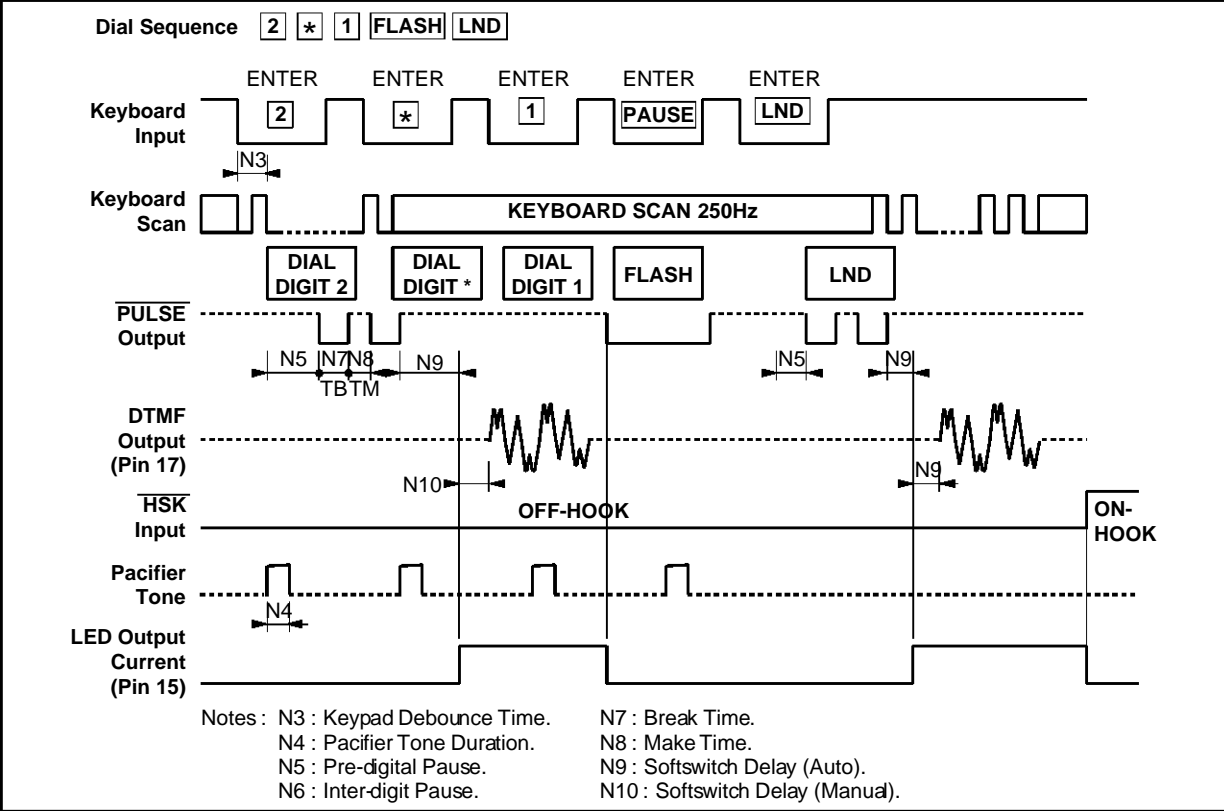 Dial Sequence 2 * 1 FLASH LND
ENTER ENTER ENTER ENTER ENTER
Keyboard
Input
2 * 1 PAUSE LND
N3
Keyboard
Scan
KEYBOARD SCAN 250Hz
DIAL
DIGIT 2
DIAL
DIGIT *
DIAL
DIGIT 1
FLASH
LND
PULSE
Output
N5 N7 N8 N9 N5 N9
TB TM
DTMF
Output
(Pin 17)
N10
N9
HSK
Input
OFF-HOOK
ON-
HOOK
Pacifier
Tone
N4
LED Output
Current
(Pin 15)
Notes : N3 : Keypad Debounce Time. N7 : Break Time.
N4 : Pacifier Tone Duration. N8 : Make Time.
N5 : Pre-digital Pause. N9 : Softswitch Delay (Auto).
N6 : Inter-digit Pause. N10 : Softswitch Delay (Manual).